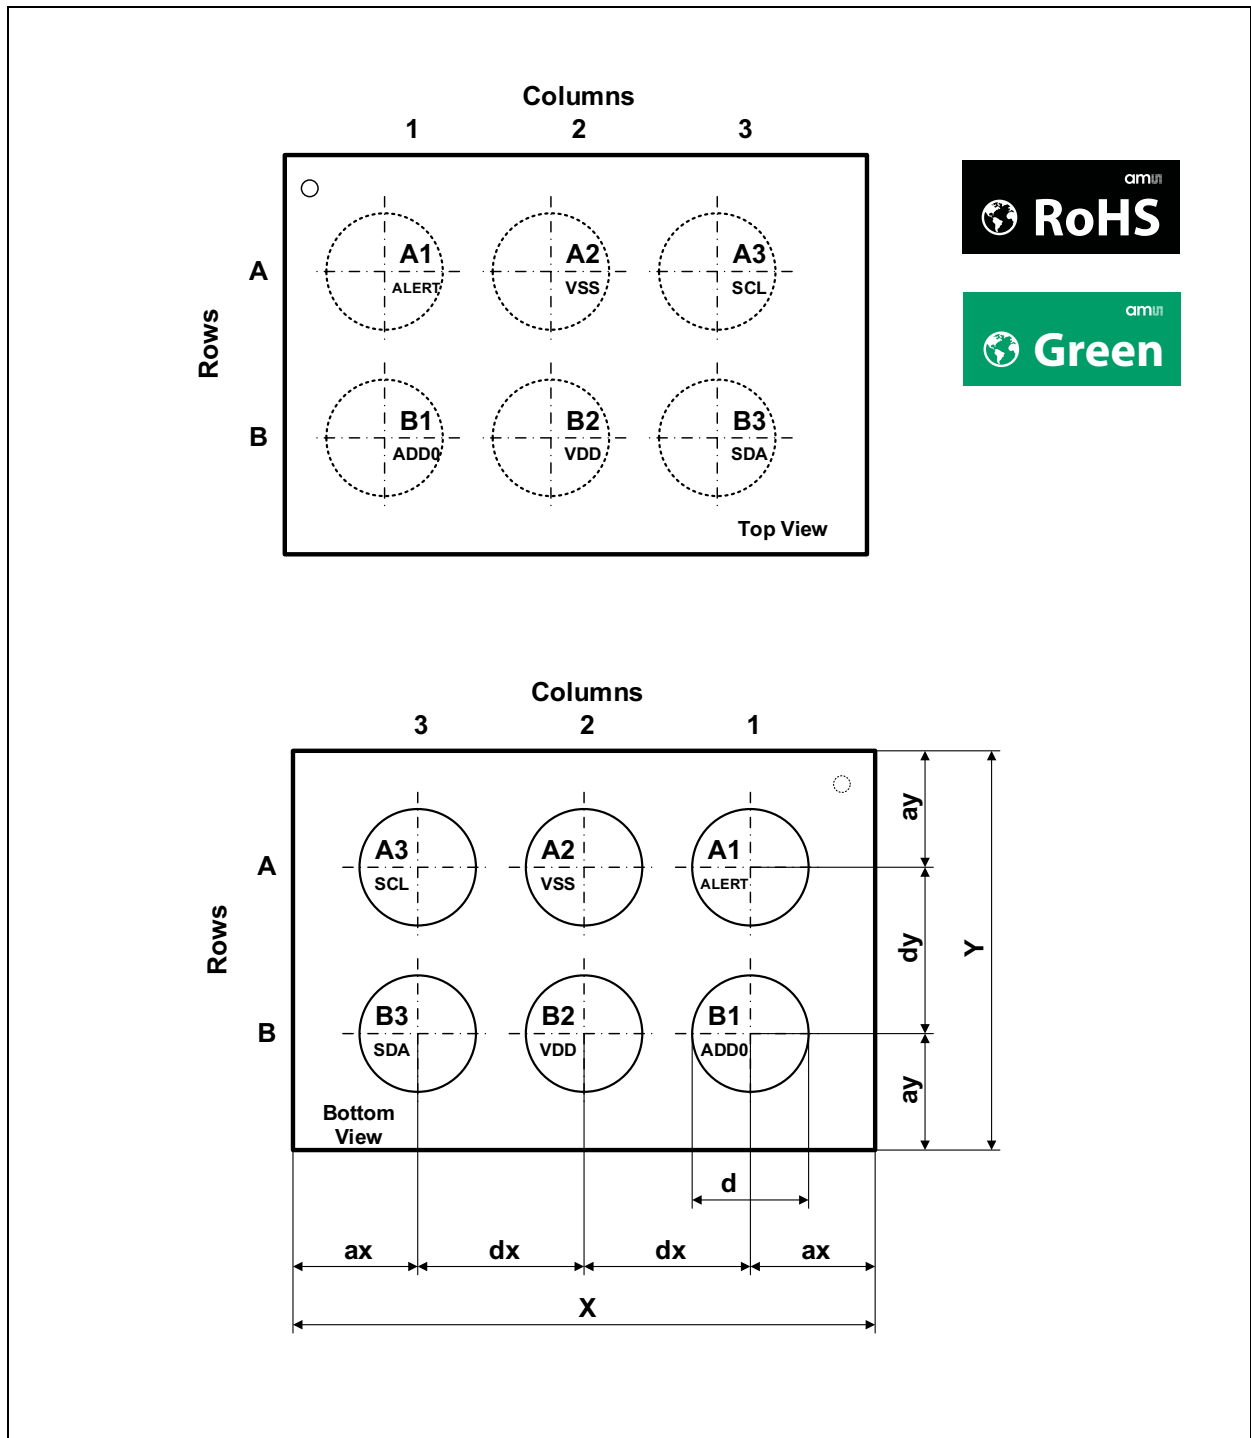 Columns
1 2 3
amu
RoHS
A1 A2 A3
A
ALERT VSS SCL
amu
Green
Rows
B1 B2 B3
B
ADD0 VDD SDA
Top View
Columns
3 2 1
ay
A3 A2 A1
A
SCL VSS ALERT
Rows
dy
Y
B3 B2 B1
B
SDA VDD ADD0
ay
Bottom
View
d
ax dx dx ax
X